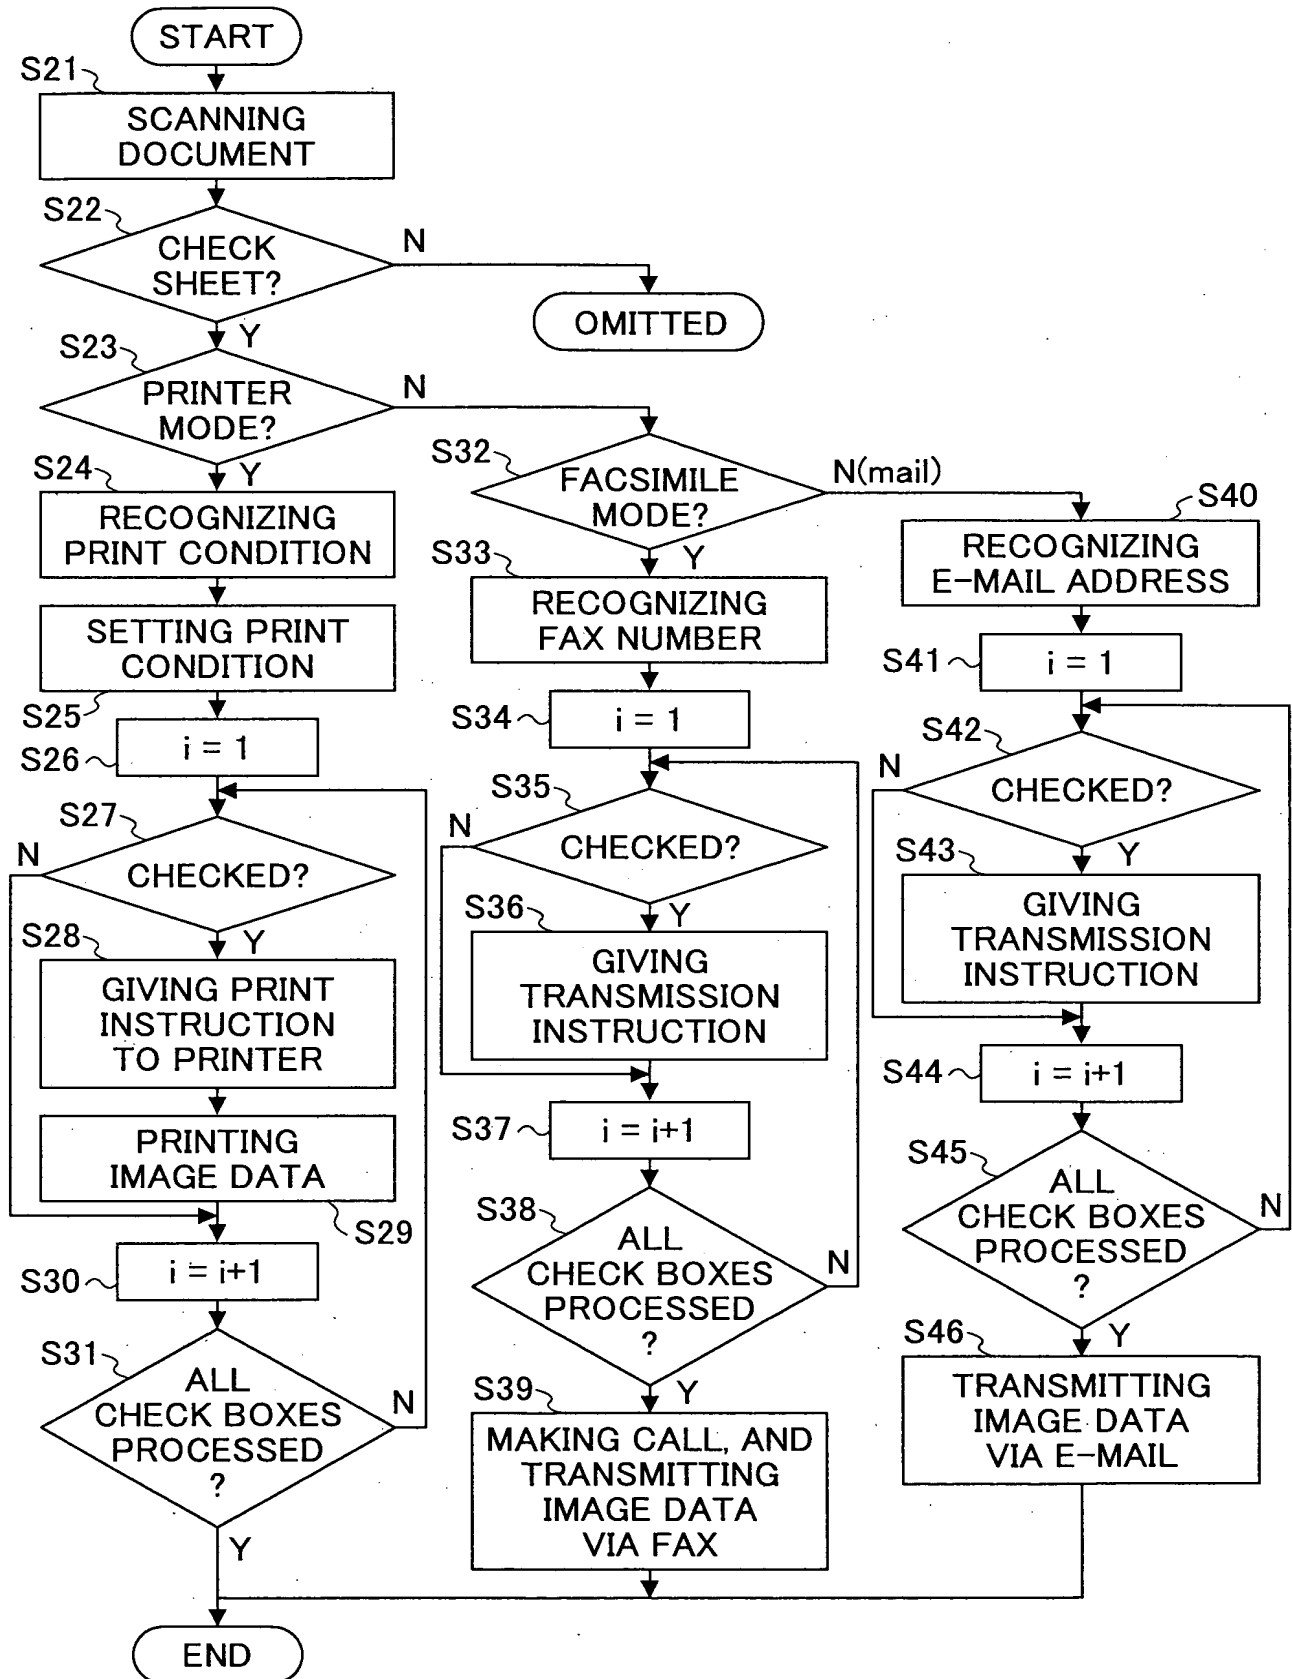 START
S21
SCANNING
DOCUMENT
S22
CHECK
SHEET?
N
OMITTED
Y
S23
PRINTER
MODE?
N
Y
S24
RECOGNIZING
PRINT CONDITION
SETTING PRINT
CONDITION
S25
i = 1
S26
S27
N
CHECKED?
Y
S28
GIVING PRINT
INSTRUCTION
TO PRINTER
PRINTING
IMAGE DATA
S29
S30
i = i+1
S31
ALL
CHECK BOXES
PROCESSED
?
N
Y
END
S32
FACSIMILE
MODE?
N(mail)
Y
S33
RECOGNIZING
FAX NUMBER
S34
i = 1
S35
N
CHECKED?
Y
S36
GIVING
TRANSMISSION
INSTRUCTION
S37
i = i+1
S38
ALL
CHECK BOXES
PROCESSED
?
N
Y
S39
MAKING CALL, AND
TRANSMITTING
IMAGE DATA
VIA FAX
S40
RECOGNIZING
E-MAIL ADDRESS
S41
i = 1
S42
N
CHECKED?
Y
S43
GIVING
TRANSMISSION
INSTRUCTION
S44
i = i+1
S45
ALL
CHECK BOXES
PROCESSED
?
N
Y
S46
TRANSMITTING
IMAGE DATA
VIA E-MAIL